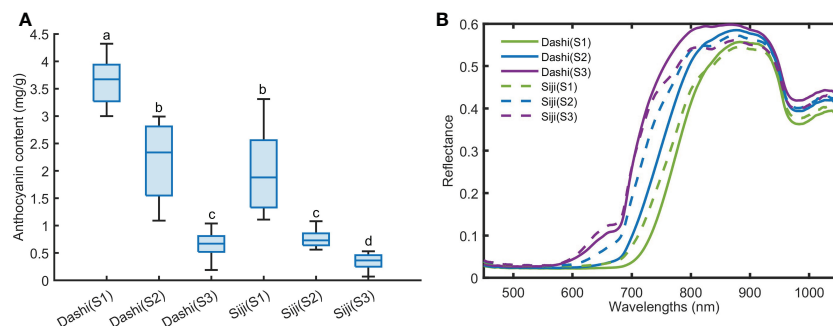 A
Anthocyanin content (mg/g)
4.5
4
3.5
3
2.5
2
1.5
1
0.5
0
a
b
c
b
c
d
Dashi(S1)
Dashi(S2)
Dashi(S3)
Siji(S1)
Siji(S2)
Siji(S3)
B
Reflectance
0.6
0.5
0.4
0.3
0.2
0.1
0
Dashi(S1)
Dashi(S2)
Dashi(S3)
Siji(S1)
Siji(S2)
Siji(S3)
500
600
700
800
900
1000
Wavelengths (nm)